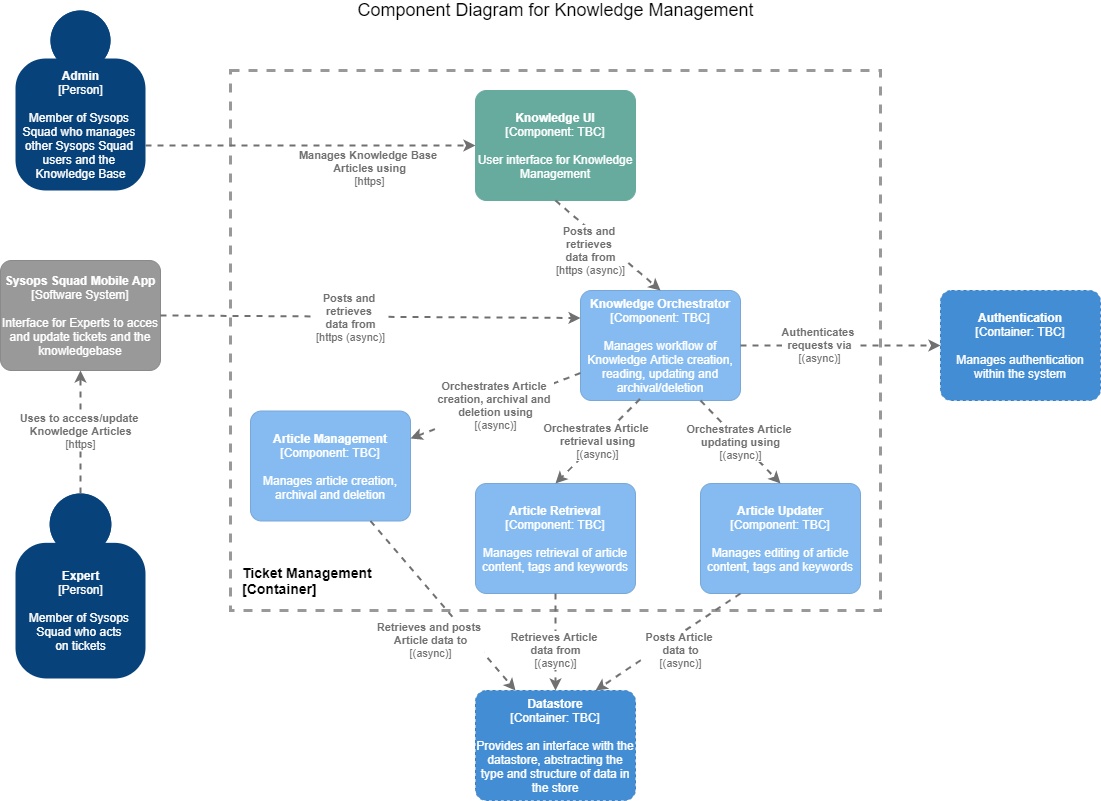 Component Diagram for Knowledge Management
Admin
[Person]
Member of Sysops
Squad who manages
other Sysops Squad
users and the
Knowledge Base
Manages Knowledge Base
Articles using
[https]
Knowledge UI
[Component: TBC]
User interface for Knowledge
Management
Posts and
retrieves
data from
[https (async)]
Sysops Squad Mobile App
[Software System]
Interface for Experts to acces
and update tickets and the
knowledgebase
Posts and
retrieves
data from
[https (async)]
Knowledge Orchestrator
[Component: TBC]
Manages workflow of
Knowledge Article creation,
reading, updating and
archival/deletion
Authenticates
requests via
[(async)]
Authentication
[Container: TBC]
Manages authentication
within the system
Uses to access/update
Knowledge Articles
[https]
Orchestrates Article
creation, archival and
deletion using
[(async)]
Orchestrates Article
retrieval using
[(async)]
Orchestrates Article
updating using
[(async)]
Article Management
[Component: TBC]
Manages article creation,
archival and deletion
Article Retrieval
[Component: TBC]
Manages retrieval of article
content, tags and keywords
Article Updater
[Component: TBC]
Manages editing of article
content, tags and keywords
Ticket Management
[Container]
Expert
[Person]
Member of Sysops
Squad who acts
on tickets
Retrieves and posts
Article data to
[(async)]
Retrieves Article
data from
[(async)]
Posts Article
data to
[(async)]
Datastore
[Container: TBC]
Provides an interface with the
datastore, abstracting the
type and structure of data in
the store